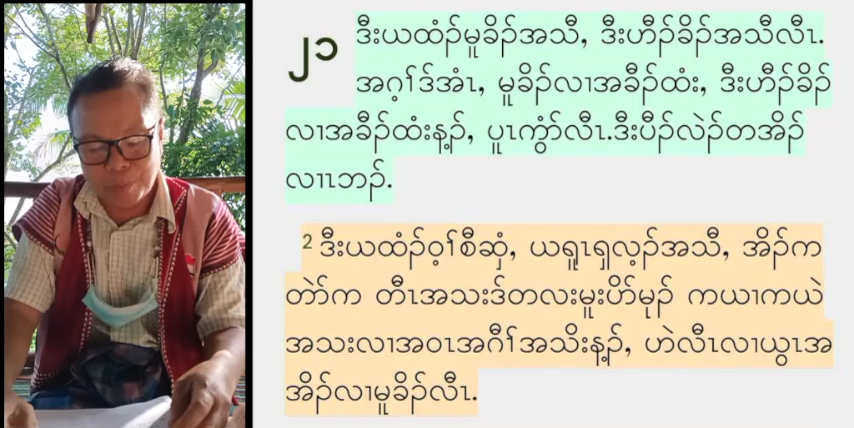 ၂၁ ဒီးယထံၣ်မူခိၣ်အသီ, ဒီးဟီၣ်ခိၣ်အသီလီၤ.
အဂ့ၢ်ဒ်အံၤ, မူခိၣ်လၢအခီၣ်ထံး, ဒီးဟီၣ်ခိၣ်
လၢအခီၣ်ထံးန့ၣ်, ပူၤကွံာ်လီၤ.ဒီးပီၣ်လဲၣ်တအိၣ်
လၢၤဘၣ်.
2 ဒီးယထံၣ်ဝ့ၢ်စီဆှံ, ယရူၤရှလ့ၣ်အသီ, အိၣ်က
တဲာ်က တီၤအသးဒ်တလးမူးပှိာ်မုၣ် ကယၢကယဲ
အသးလၢအဝၤအဂီၢ်အသိးန့ၣ်, ဟဲလီၤလၢယွၤအ
အိၣ်လၢမူခိၣ်လီၤ.